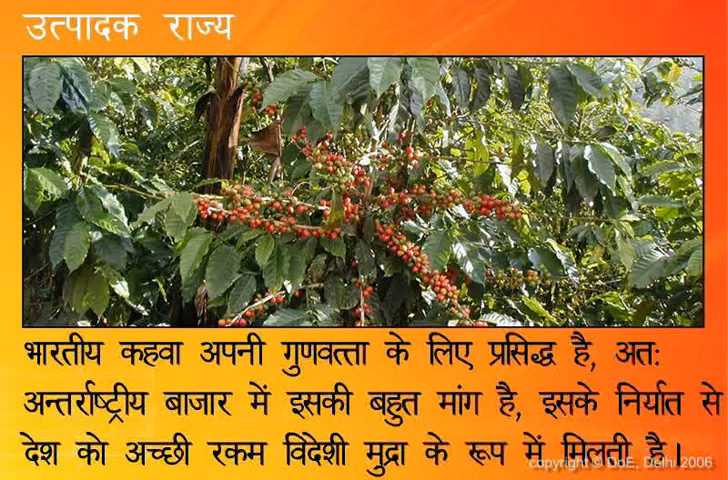 उत्पादक राज्य
भारतीय कहवा अपनी गुणवत्ता के लिए प्रसिद्ध है, अतः
अन्तर्राष्ट्रीय बाजार में इसकी बहुत मांग है, इसके निर्यात से
देश को अच्छी रकम विदेशी मुद्रा के रूप में मिलती है।
copyright © DoE, Delhi 2006